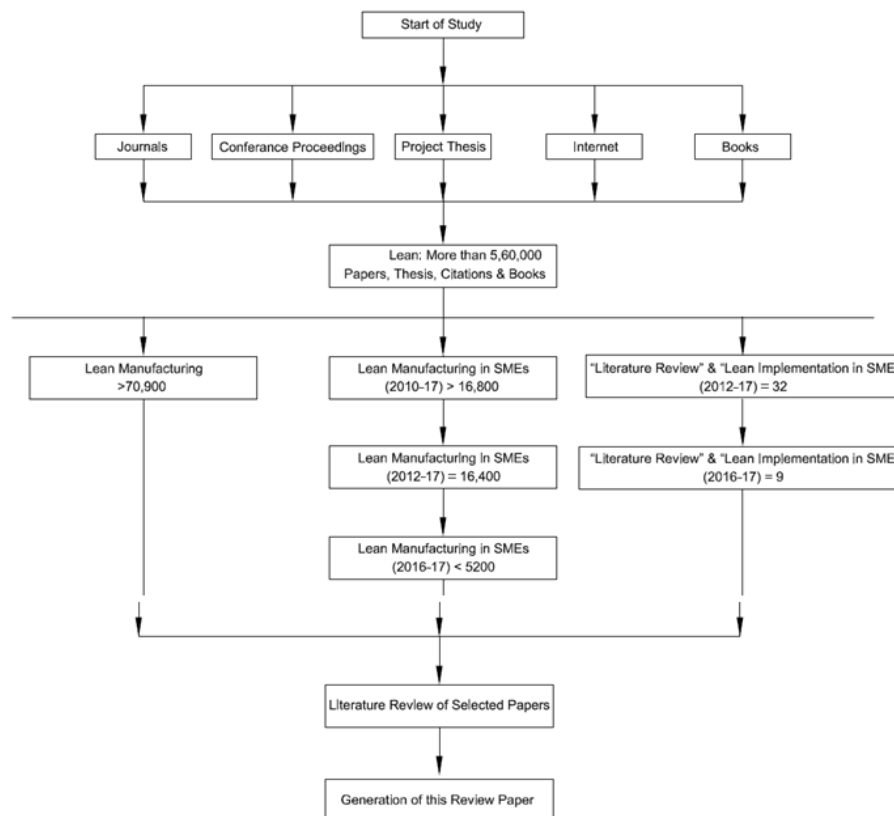 Start of Study
Journals
Conferance Proceedings
Project Thesis
Internet
Books
Lean: More than 5,60,000
Papers, Thesis, Citations & Books
Lean Manufacturing
>70,900
Lean Manufacturing in SMEs
(2010-17) > 16,800
"Literature Review" & "Lean Implementation in SME
(2012-17) = 32
Lean Manufacturing in SMEs
(2012-17) = 16,400
"Literature Review" & "Lean Implementation in SME
(2016-17) = 9
Lean Manufacturing in SMEs
(2016-17) < 5200
Literature Review of Selected Papers
Generation of this Review Paper